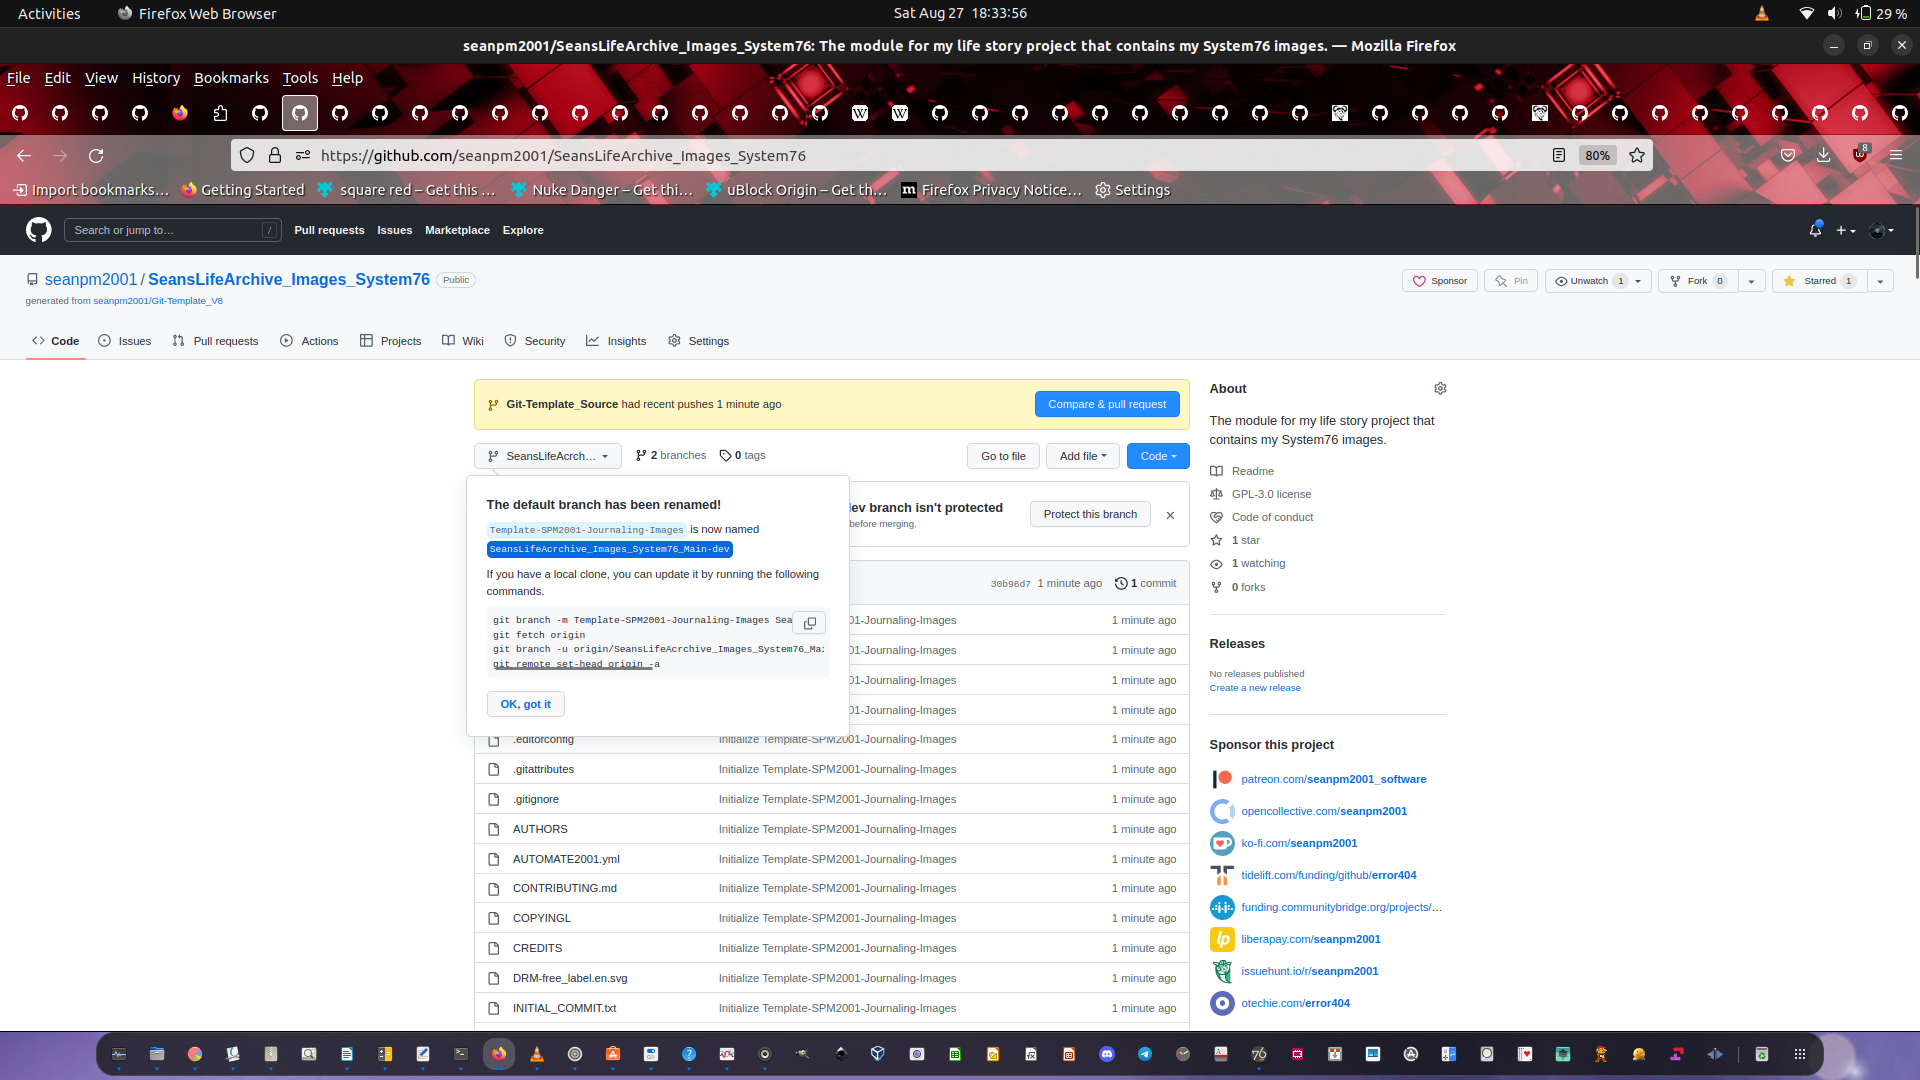 Activities
Firefox Web Browser
Sat Aug 27  18:33:56
29 %
seanpm2001/SeansLifeArchive_Images_System76: The module for my life story project that contains my System76 images. — Mozilla Firefox
File Edit View History Bookmarks Tools Help
https://github.com/seanpm2001/SeansLifeArchive_Images_System76
80%
8
Import bookmarks…
Getting Started
square red – Get this …
Nuke Danger – Get thi…
uBlock Origin – Get th…
Firefox Privacy Notice…
Settings
Search or jump to…
/
Pull requests Issues Marketplace Explore
seanpm2001 / SeansLifeArchive_Images_System76
Public
generated from seanpm2001/Git-Template_V8
Sponsor
Pin
Unwatch 1
Fork 0
Starred 1
Code
Issues
Pull requests
Actions
Projects
Wiki
Security
Insights
Settings
Git-Template_Source had recent pushes 1 minute ago
Compare & pull request
SeansLifeAcrch…
2 branches
0 tags
Go to file
Add file
Code
The default branch has been renamed!
Template-SPM2001-Journaling-Images is now named
SeansLifeAcrchive_Images_System76_Main-dev
If you have a local clone, you can update it by running the following
commands.
git branch -m Template-SPM2001-Journaling-Images Sea
git fetch origin
git branch -u origin/SeansLifeAcrchive_Images_System76_Mai
git remote set-head origin -a
OK, got it
ev branch isn't protected
before merging.
Protect this branch
30b96d7 1 minute ago
1 commit
01-Journaling-Images 1 minute ago
01-Journaling-Images 1 minute ago
01-Journaling-Images 1 minute ago
01-Journaling-Images 1 minute ago
.editorconfig Initialize Template-SPM2001-Journaling-Images 1 minute ago
.gitattributes Initialize Template-SPM2001-Journaling-Images 1 minute ago
.gitignore Initialize Template-SPM2001-Journaling-Images 1 minute ago
AUTHORS Initialize Template-SPM2001-Journaling-Images 1 minute ago
AUTOMATE2001.yml Initialize Template-SPM2001-Journaling-Images 1 minute ago
CONTRIBUTING.md Initialize Template-SPM2001-Journaling-Images 1 minute ago
COPYINGL Initialize Template-SPM2001-Journaling-Images 1 minute ago
CREDITS Initialize Template-SPM2001-Journaling-Images 1 minute ago
DRM-free_label.en.svg Initialize Template-SPM2001-Journaling-Images 1 minute ago
INITIAL_COMMIT.txt Initialize Template-SPM2001-Journaling-Images 1 minute ago
About
The module for my life story project that
contains my System76 images.
Readme
GPL-3.0 license
Code of conduct
1 star
1 watching
0 forks
Releases
No releases published
Create a new release
Sponsor this project
patreon.com/seanpm2001_software
opencollective.com/seanpm2001
ko-fi.com/seanpm2001
tidelift.com/funding/github/error404
funding.communitybridge.org/projects/…
liberapay.com/seanpm2001
issuehunt.io/r/seanpm2001
otechie.com/error404